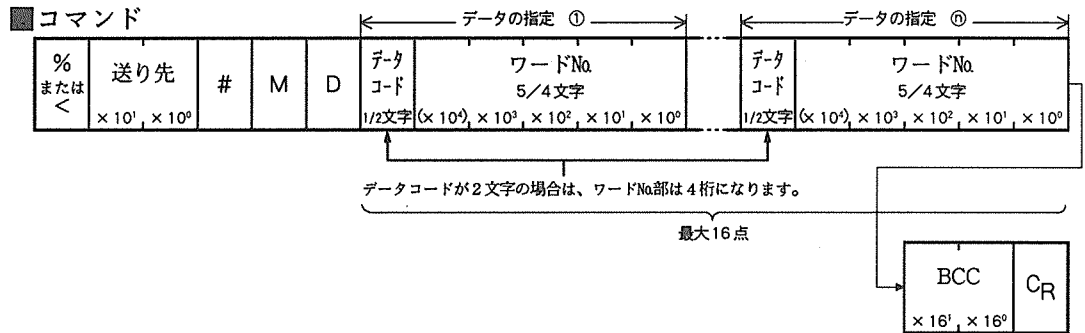 ■コマンド
データの指定 ①
データの指定 ⓝ
%
または
<
送り先
×10¹ ×10⁰
#
M
D
データ
コード
1/2文字
ワードNo.
5/4文字
(×10⁴) ×10³ ×10² ×10¹ ×10⁰
データ
コード
1/2文字
ワードNo.
5/4文字
(×10⁴) ×10³ ×10² ×10¹ ×10⁰
データコードが2文字の場合は、ワードNo.部は4桁になります。
最大16点
BCC
×16¹ ×16⁰
CR